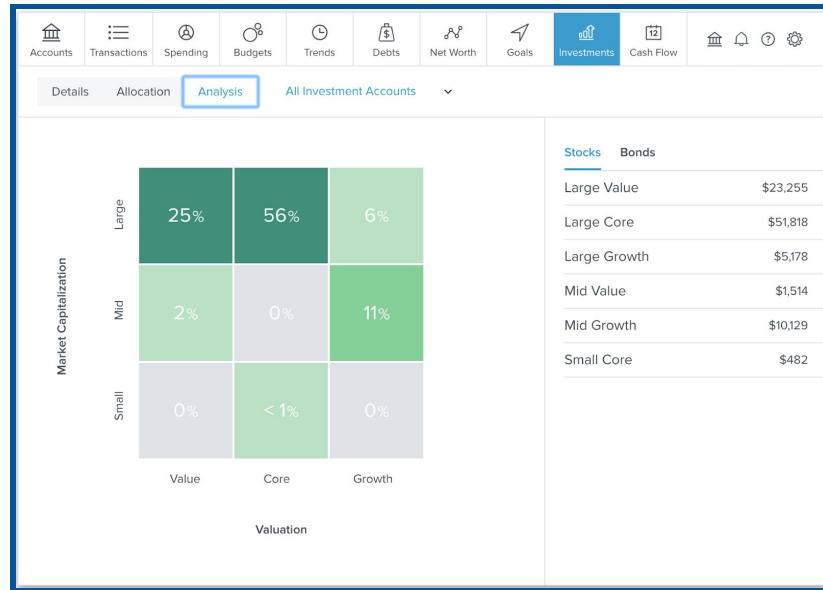 Accounts Transactions Spending Budgets Trends Debts Net Worth Goals Investments Cash Flow
12
$
?
Details Allocation Analysis All Investment Accounts
Stocks Bonds
Large Value $23,255
Large Core $51,818
Large Growth $5,178
Mid Value $1,514
Mid Growth $10,129
Small Core $482
Market Capitalization
Large 25% 56% 6%
Mid 2% 0% 11%
Small 0% <1% 0%
Value Core Growth
Valuation